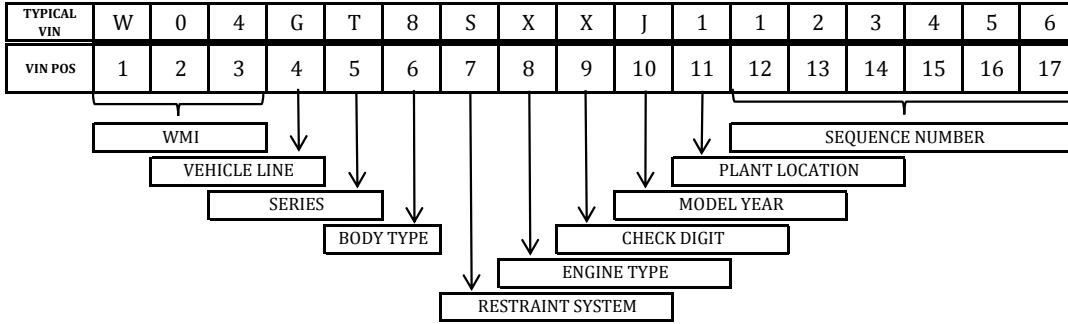 TYPICAL VIN W 0 4 G T 8 S X X J 1 1 2 3 4 5 6
VIN POS 1 2 3 4 5 6 7 8 9 10 11 12 13 14 15 16 17
WMI SEQUENCE NUMBER
VEHICLE LINE PLANT LOCATION
SERIES MODEL YEAR
BODY TYPE CHECK DIGIT
ENGINE TYPE
RESTRAINT SYSTEM